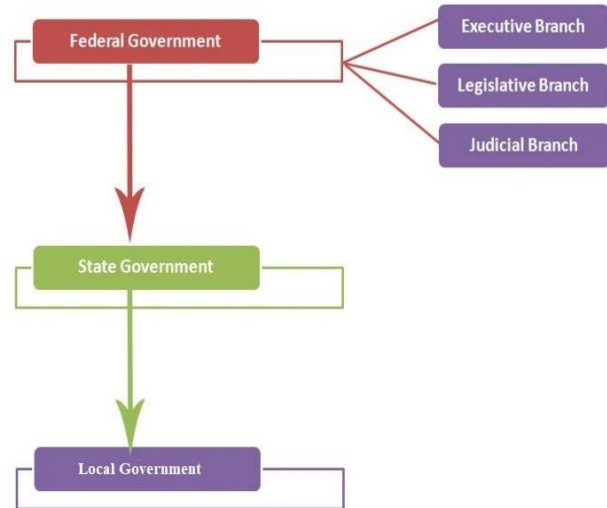 Federal Government
Executive Branch
Legislative Branch
Judicial Branch
State Government
Local Government